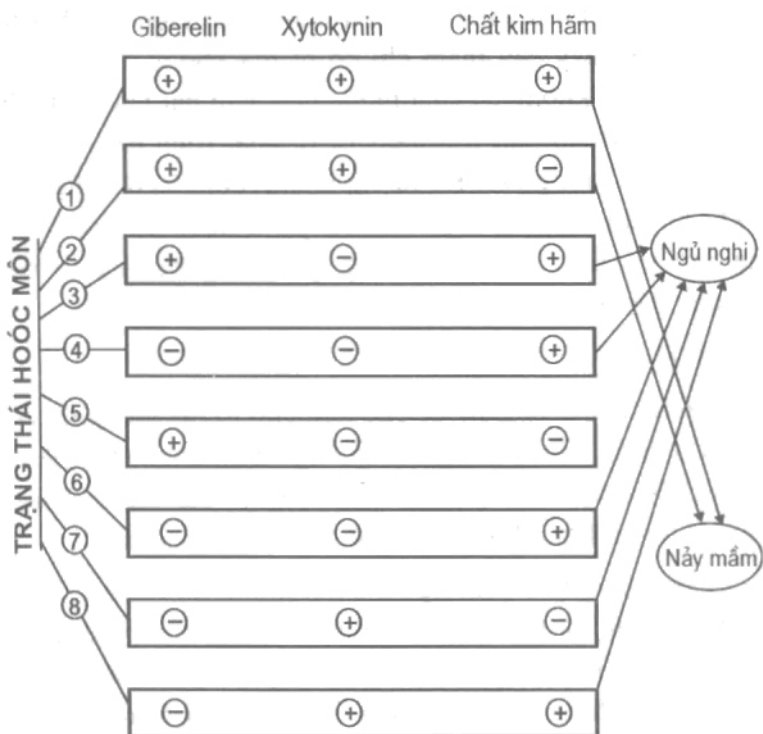 Giberelin Xytokynin Chất kìm hãm
① + + +
② + + −
③ + − +
④ − − +
⑤ + − −
⑥ − − +
⑦ − + −
⑧ − + +
TRẠNG THÁI HOÓC MÔN
Ngủ nghi
Nảy mầm